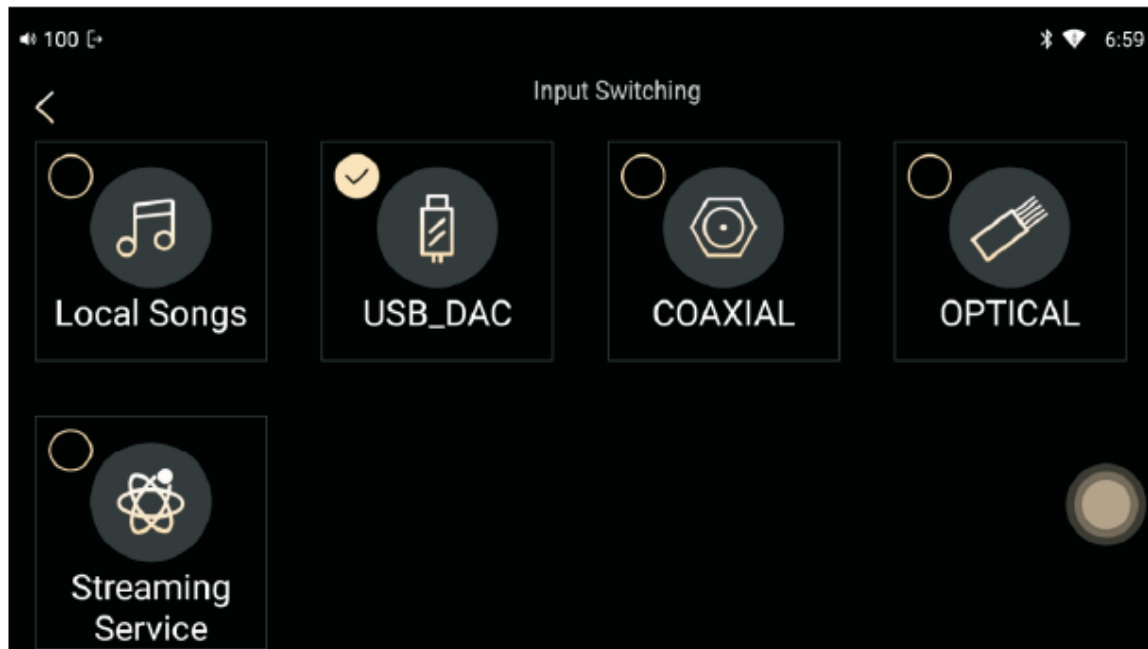 100
6:59
Input Switching
Local Songs
USB_DAC
COAXIAL
OPTICAL
Streaming
Service